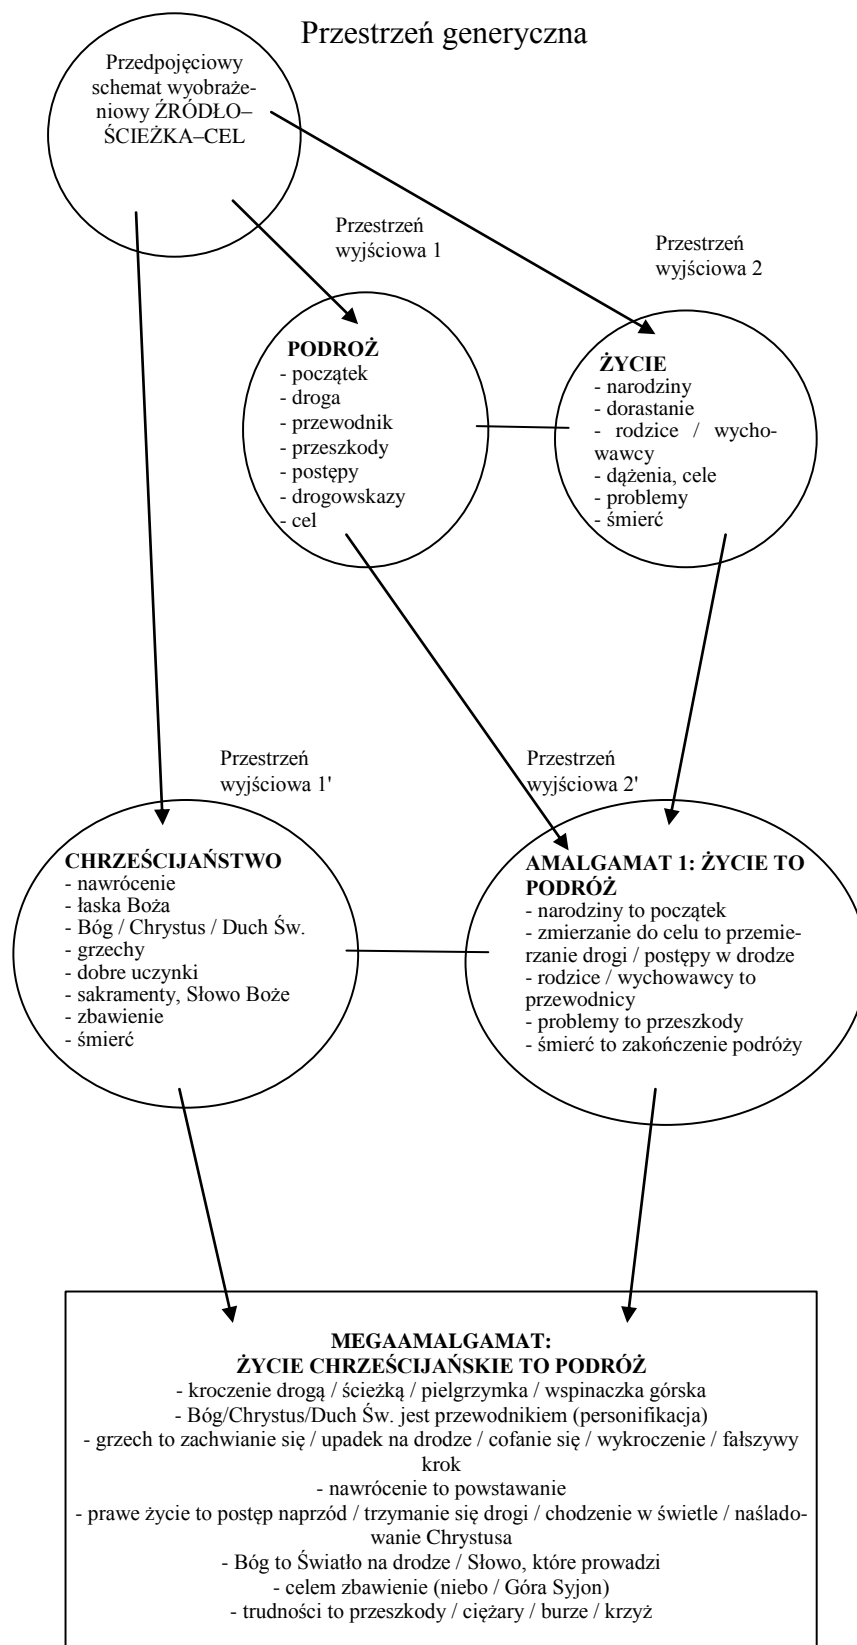 Przestrzeń generyczna
Przedpojęciowy
schemat wyobraże-
niowy ŹRÓDŁO–
ŚCIEŻKA–CEL
Przestrzeń
wyjściowa 1
Przestrzeń
wyjściowa 2
PODROŻ
- początek
- droga
- przewodnik
- przeszkody
- postępy
- drogowskazy
- cel
ŻYCIE
- narodziny
- dorastanie
- rodzice / wycho-
wawcy
- dążenia, cele
- problemy
- śmierć
Przestrzeń
wyjściowa 1'
Przestrzeń
wyjściowa 2'
CHRZEŚCIJAŃSTWO
- nawrócenie
- łaska Boża
- Bóg / Chrystus / Duch Św.
- grzechy
- dobre uczynki
- sakramenty, Słowo Boże
- zbawienie
- śmierć
AMALGAMAT 1: ŻYCIE TO
PODRÓŻ
- narodziny to początek
- zmierzanie do celu to przemie-
rzanie drogi / postępy w drodze
- rodzice / wychowawcy to
przewodnicy
- problemy to przeszkody
- śmierć to zakończenie podróży
MEGAAMALGAMAT:
ŻYCIE CHRZEŚCIJAŃSKIE TO PODRÓŻ
- kroczenie drogą / ścieżką / pielgrzymka / wspinaczka górska
- Bóg/Chrystus/Duch Św. jest przewodnikiem (personifikacja)
- grzech to zachwianie się / upadek na drodze / cofanie się / wykroczenie / fałszywy
krok
- nawrócenie to powstawanie
- prawe życie to postęp naprzód / trzymanie się drogi / chodzenie w świetle / naślado-
wanie Chrystusa
- Bóg to Światło na drodze / Słowo, które prowadzi
- celem zbawienie (niebo / Góra Syjon)
- trudności to przeszkody / ciężary / burze / krzyż